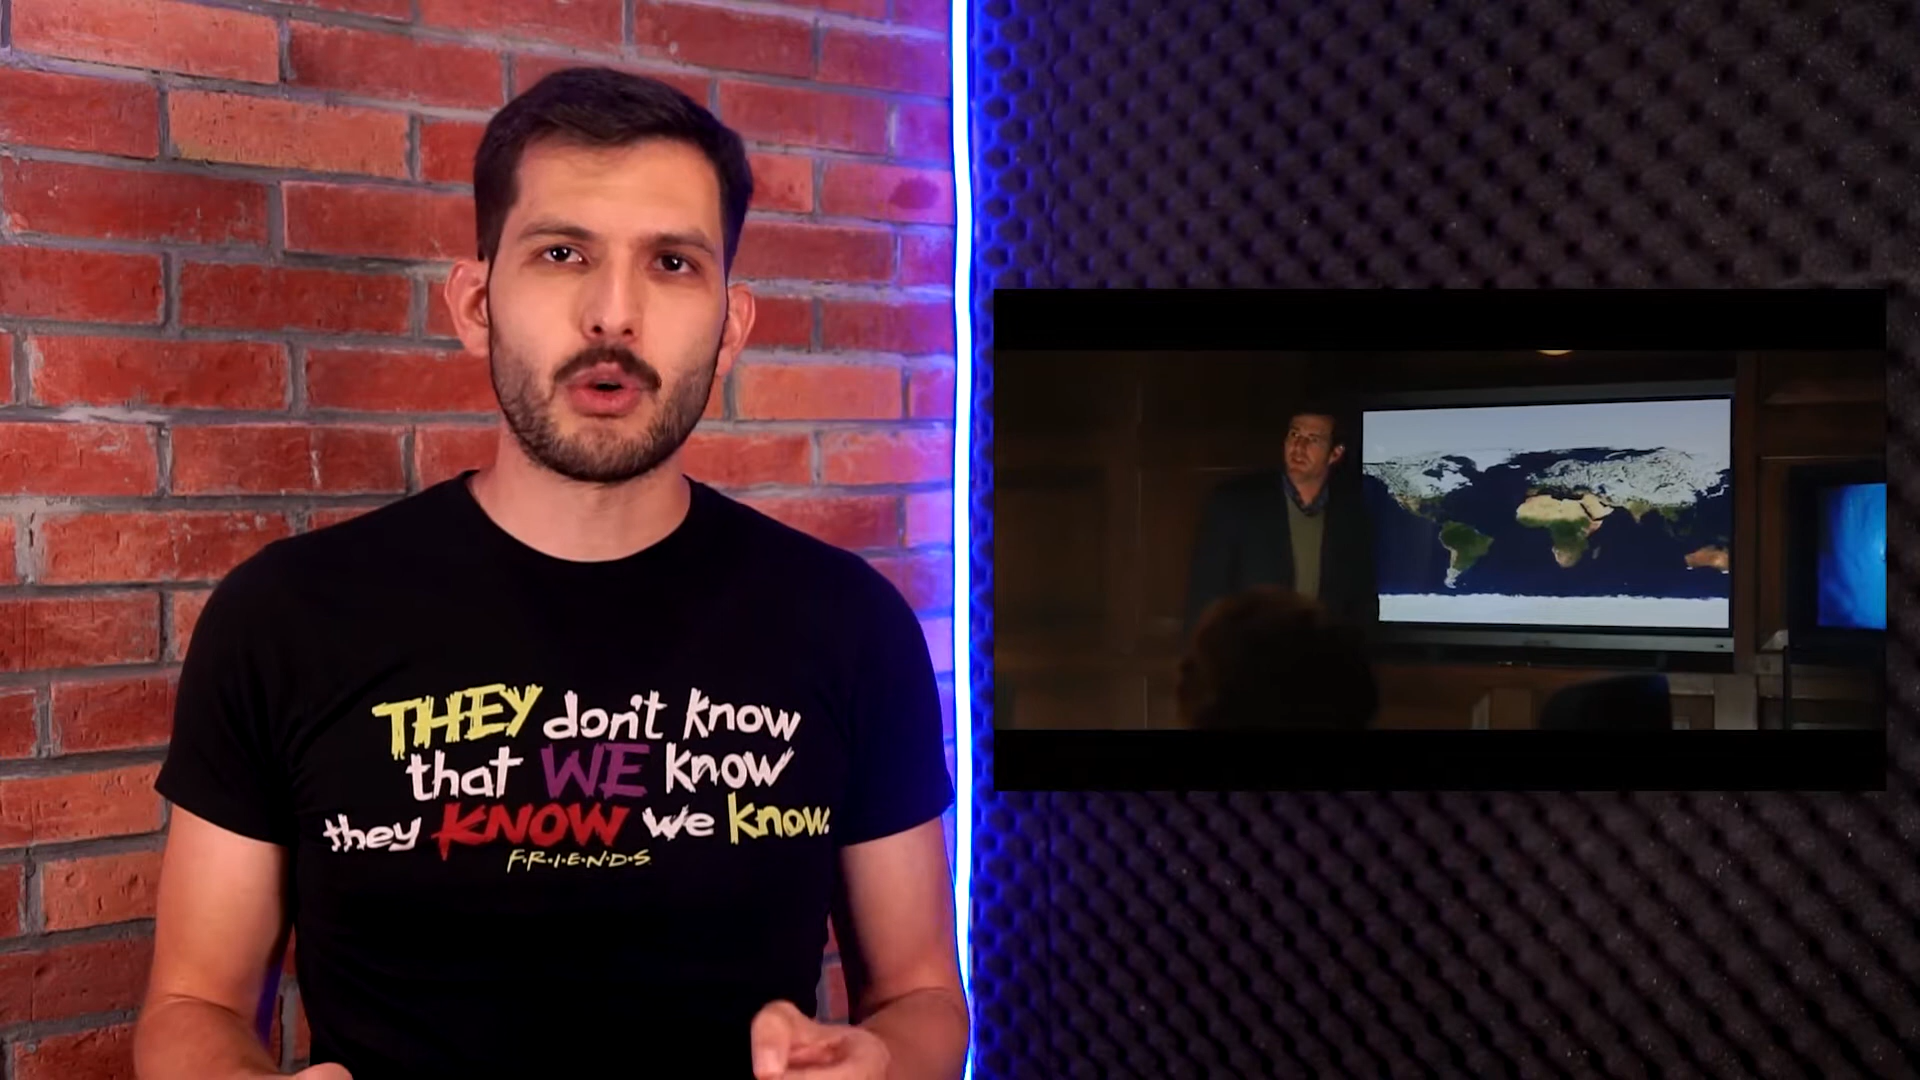 THEY don't know
that WE know
they KNOW we know.
F·R·I·E·N·D·S